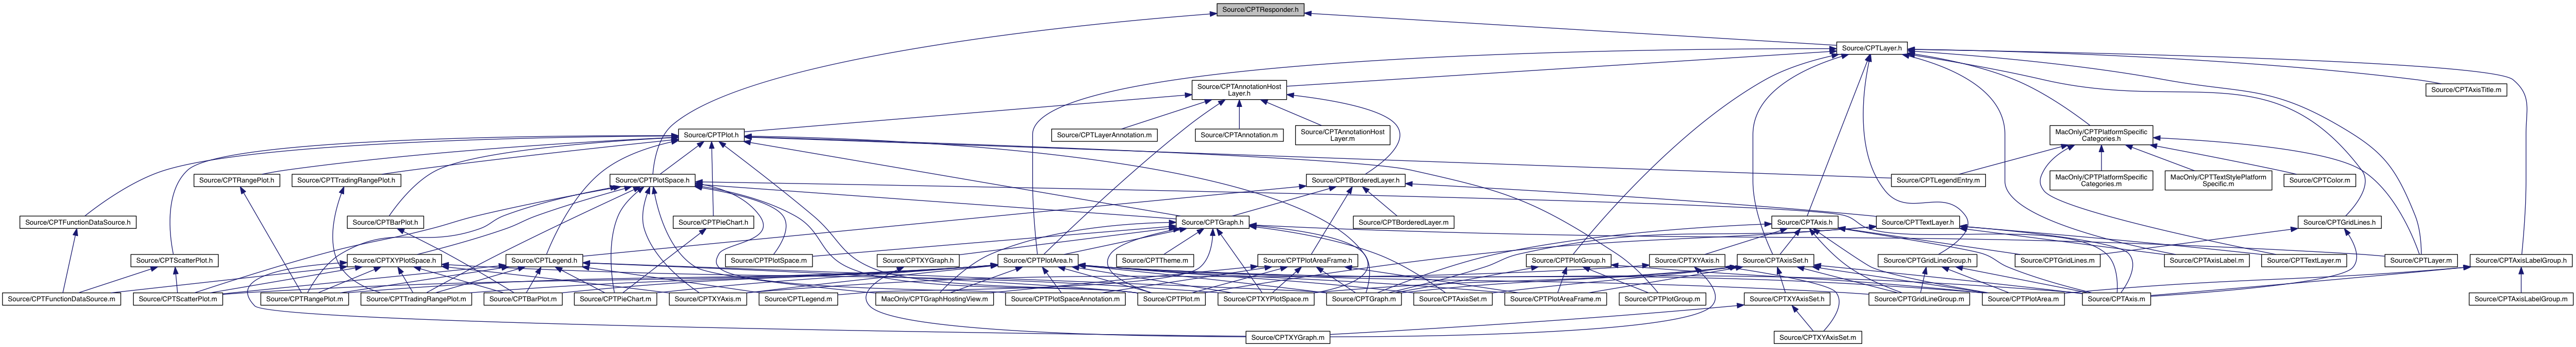 Source/CPTResponder.h
Source/CPTLayer.h
Source/CPTAnnotationHost
Layer.h
Source/CPTAxisTitle.m
Source/CPTPlot.h
Source/CPTLayerAnnotation.m
Source/CPTAnnotation.m
Source/CPTAnnotationHost
Layer.m
MacOnly/CPTPlatformSpecific
Categories.h
Source/CPTRangePlot.h
Source/CPTTradingRangePlot.h
Source/CPTPlotSpace.h
Source/CPTBorderedLayer.h
Source/CPTLegendEntry.m
MacOnly/CPTPlatformSpecific
Categories.m
MacOnly/CPTTextStylePlatform
Specific.m
Source/CPTColor.m
Source/CPTFunctionDataSource.h
Source/CPTBarPlot.h
Source/CPTPieChart.h
Source/CPTGraph.h
Source/CPTBorderedLayer.m
Source/CPTAxis.h
Source/CPTTextLayer.h
Source/CPTGridLines.h
Source/CPTScatterPlot.h
Source/CPTXYPlotSpace.h
Source/CPTLegend.h
Source/CPTPlotSpace.m
Source/CPTXYGraph.h
Source/CPTPlotArea.h
Source/CPTTheme.m
Source/CPTPlotAreaFrame.h
Source/CPTPlotGroup.h
Source/CPTXYAxis.h
Source/CPTAxisSet.h
Source/CPTGridLineGroup.h
Source/CPTGridLines.m
Source/CPTAxisLabel.m
Source/CPTTextLayer.m
Source/CPTLayer.m
Source/CPTAxisLabelGroup.h
Source/CPTFunctionDataSource.m
Source/CPTScatterPlot.m
Source/CPTRangePlot.m
Source/CPTTradingRangePlot.m
Source/CPTBarPlot.m
Source/CPTPieChart.m
Source/CPTXYAxis.m
Source/CPTLegend.m
MacOnly/CPTGraphHostingView.m
Source/CPTPlotSpaceAnnotation.m
Source/CPTPlot.m
Source/CPTXYPlotSpace.m
Source/CPTGraph.m
Source/CPTAxisSet.m
Source/CPTPlotAreaFrame.m
Source/CPTPlotGroup.m
Source/CPTXYAxisSet.h
Source/CPTGridLineGroup.m
Source/CPTPlotArea.m
Source/CPTAxis.m
Source/CPTAxisLabelGroup.m
Source/CPTXYGraph.m
Source/CPTXYAxisSet.m